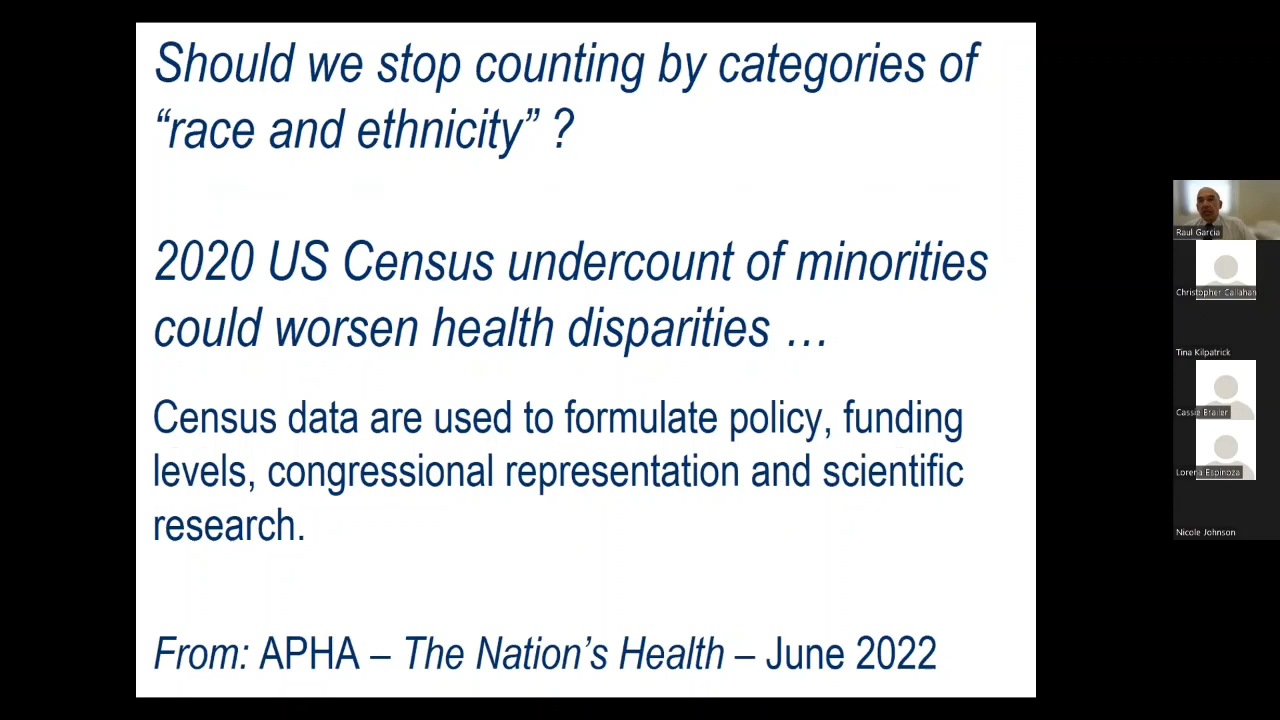 Should we stop counting by categories of
“race and ethnicity” ?
2020 US Census undercount of minorities
could worsen health disparities …
Census data are used to formulate policy, funding
levels, congressional representation and scientific
research.
From: APHA – The Nation’s Health – June 2022
Raul Garcia
Christopher Callahan
Tina Kilpatrick
Cassie Brailer
Lorena Espinoza
Nicole Johnson